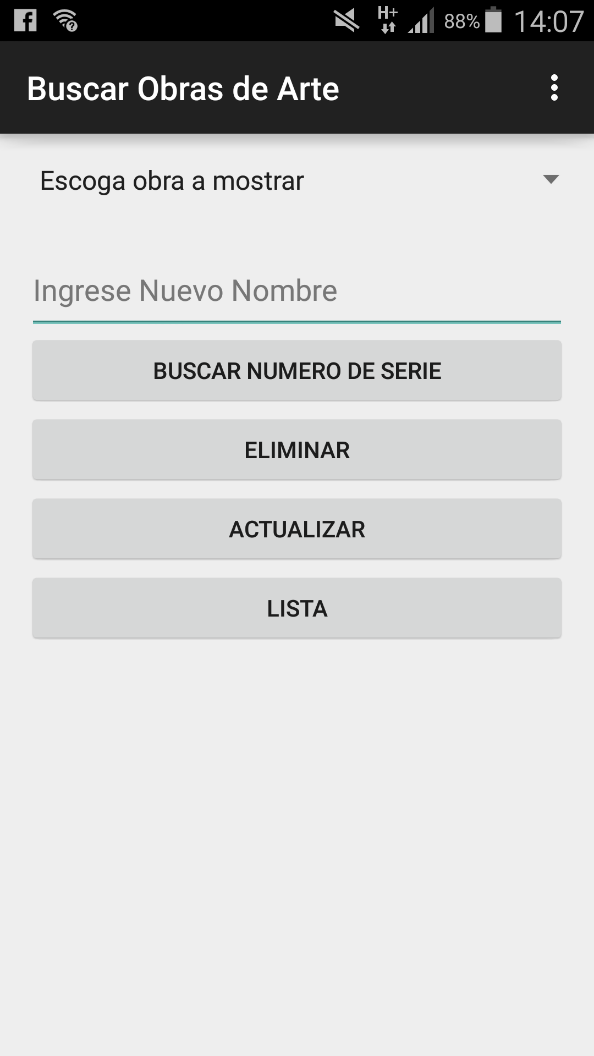 H+ 88% 14:07
Buscar Obras de Arte
Escoga obra a mostrar
Ingrese Nuevo Nombre
BUSCAR NUMERO DE SERIE
ELIMINAR
ACTUALIZAR
LISTA